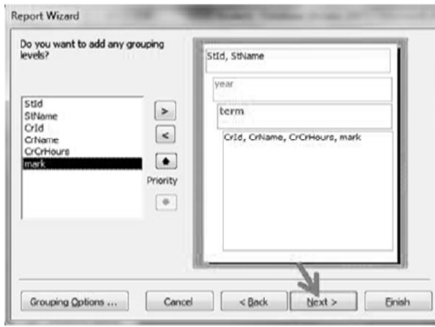 Report Wizard
Do you want to add any grouping
levels?
StId
StName
CrId
CrName
CrCrHours
mark
>
<
Priority
StId, StName
year
term
CrId, CrName, CrCrHours, mark
Grouping Options ...
Cancel
< Back
Next >
Finish